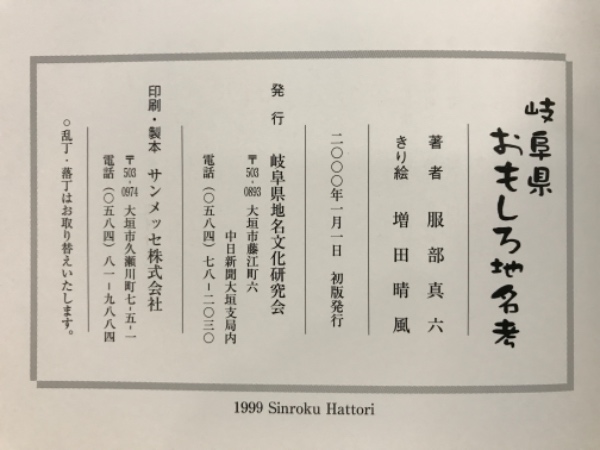 岐阜県
おもしろ地名考
著者 服部真六
きり絵 増田晴風
二〇〇〇年一月一日 初版発行
発行 岐阜県地名文化研究会
〒503-0893 大垣市藤江町六
中日新聞大垣支局内
電話（〇五八四）七八－二〇三〇
印刷・製本 サンメッセ株式会社
〒503-0974 大垣市久瀬川町七-五-一
電話（〇五八四）八一－九八八四
○乱丁・落丁はお取り替えいたします。
1999 Sinroku Hattori